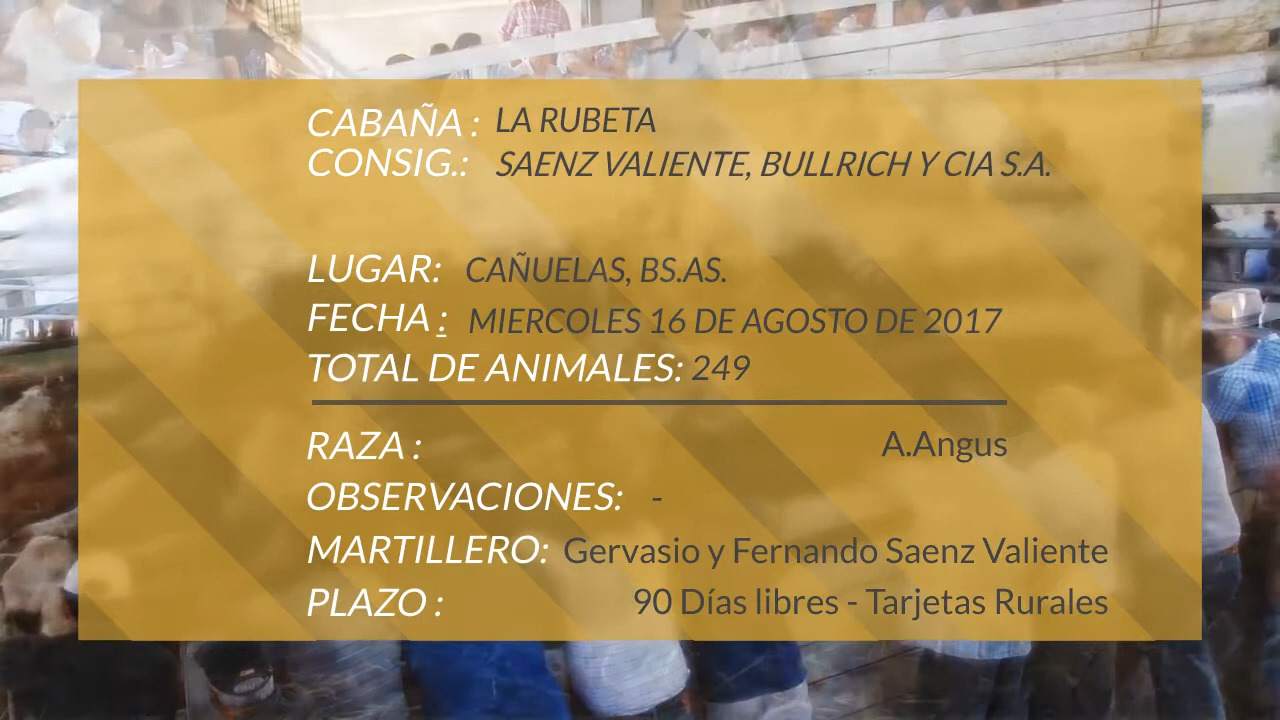 CABAÑA : LA RUBETA
CONSIG.: SAENZ VALIENTE, BULLRICH Y CIA S.A.
LUGAR: CAÑUELAS, BS.AS.
FECHA : MIERCOLES 16 DE AGOSTO DE 2017
TOTAL DE ANIMALES: 249
RAZA : A.Angus
OBSERVACIONES: -
MARTILLERO: Gervasio y Fernando Saenz Valiente
PLAZO : 90 Días libres - Tarjetas Rurales